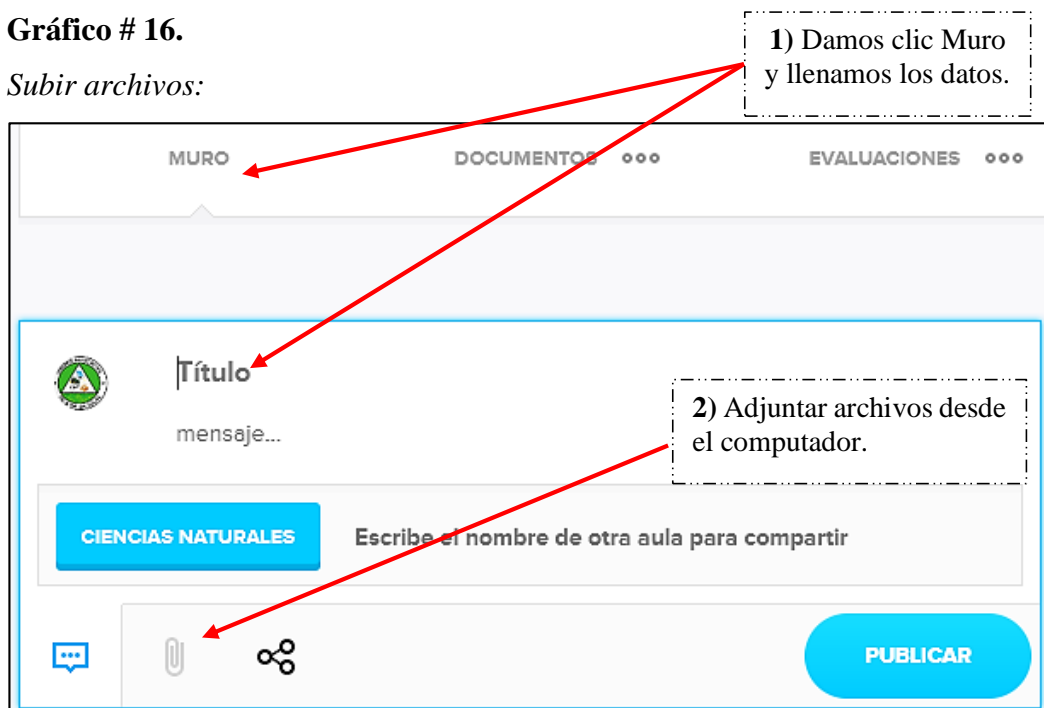 Gráfico # 16.
1) Damos clic Muro
y llenamos los datos.
Subir archivos:
MURO
DOCUMENTOS
EVALUACIONES
Título
mensaje...
2) Adjuntar archivos desde
el computador.
CIENCIAS NATURALES
Escribe el nombre de otra aula para compartir
PUBLICAR